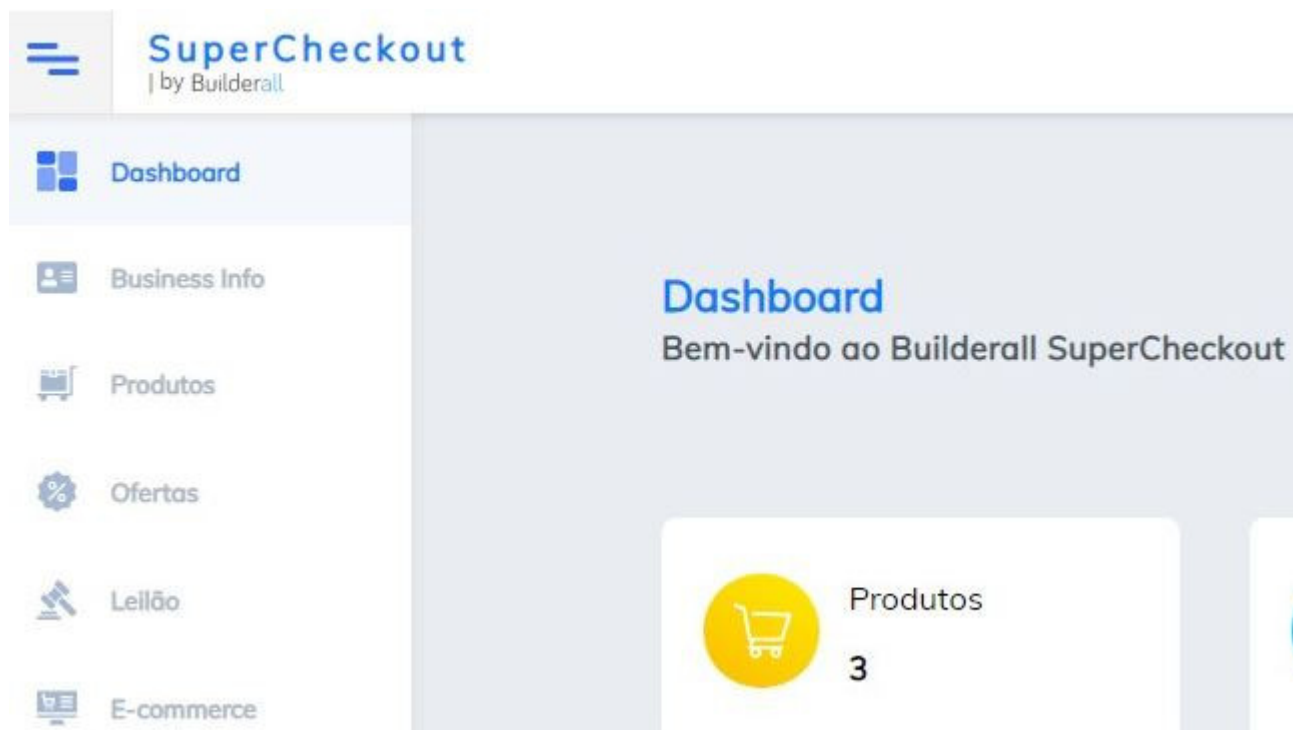 SuperCheckout
| by Builderall
Dashboard
Business Info
Produtos
Ofertas
Leilão
E-commerce
Dashboard
Bem-vindo ao Builderall SuperCheckout
Produtos
3